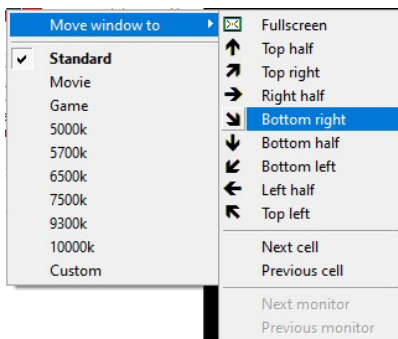 Move window to
Standard
Movie
Game
5000k
5700k
6500k
7500k
9300k
10000k
Custom
Fullscreen
Top half
Top right
Right half
Bottom right
Bottom half
Bottom left
Left half
Top left
Next cell
Previous cell
Next monitor
Previous monitor